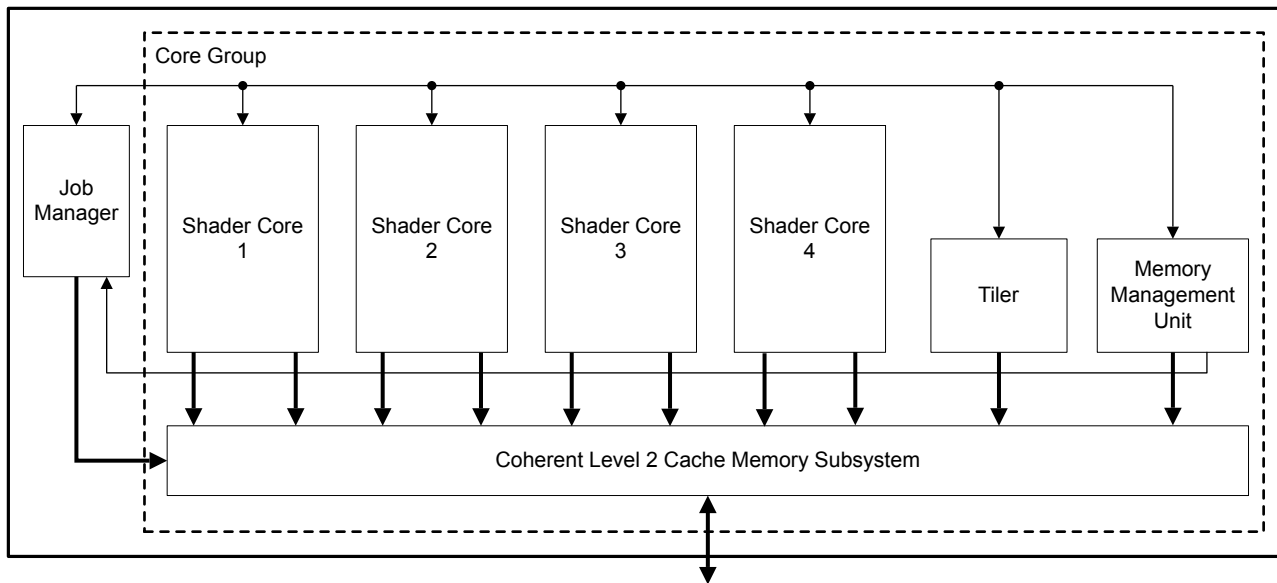 Core Group
Job
Manager
Shader Core
1
Shader Core
2
Shader Core
3
Shader Core
4
Tiler
Memory
Management
Unit
Coherent Level 2 Cache Memory Subsystem